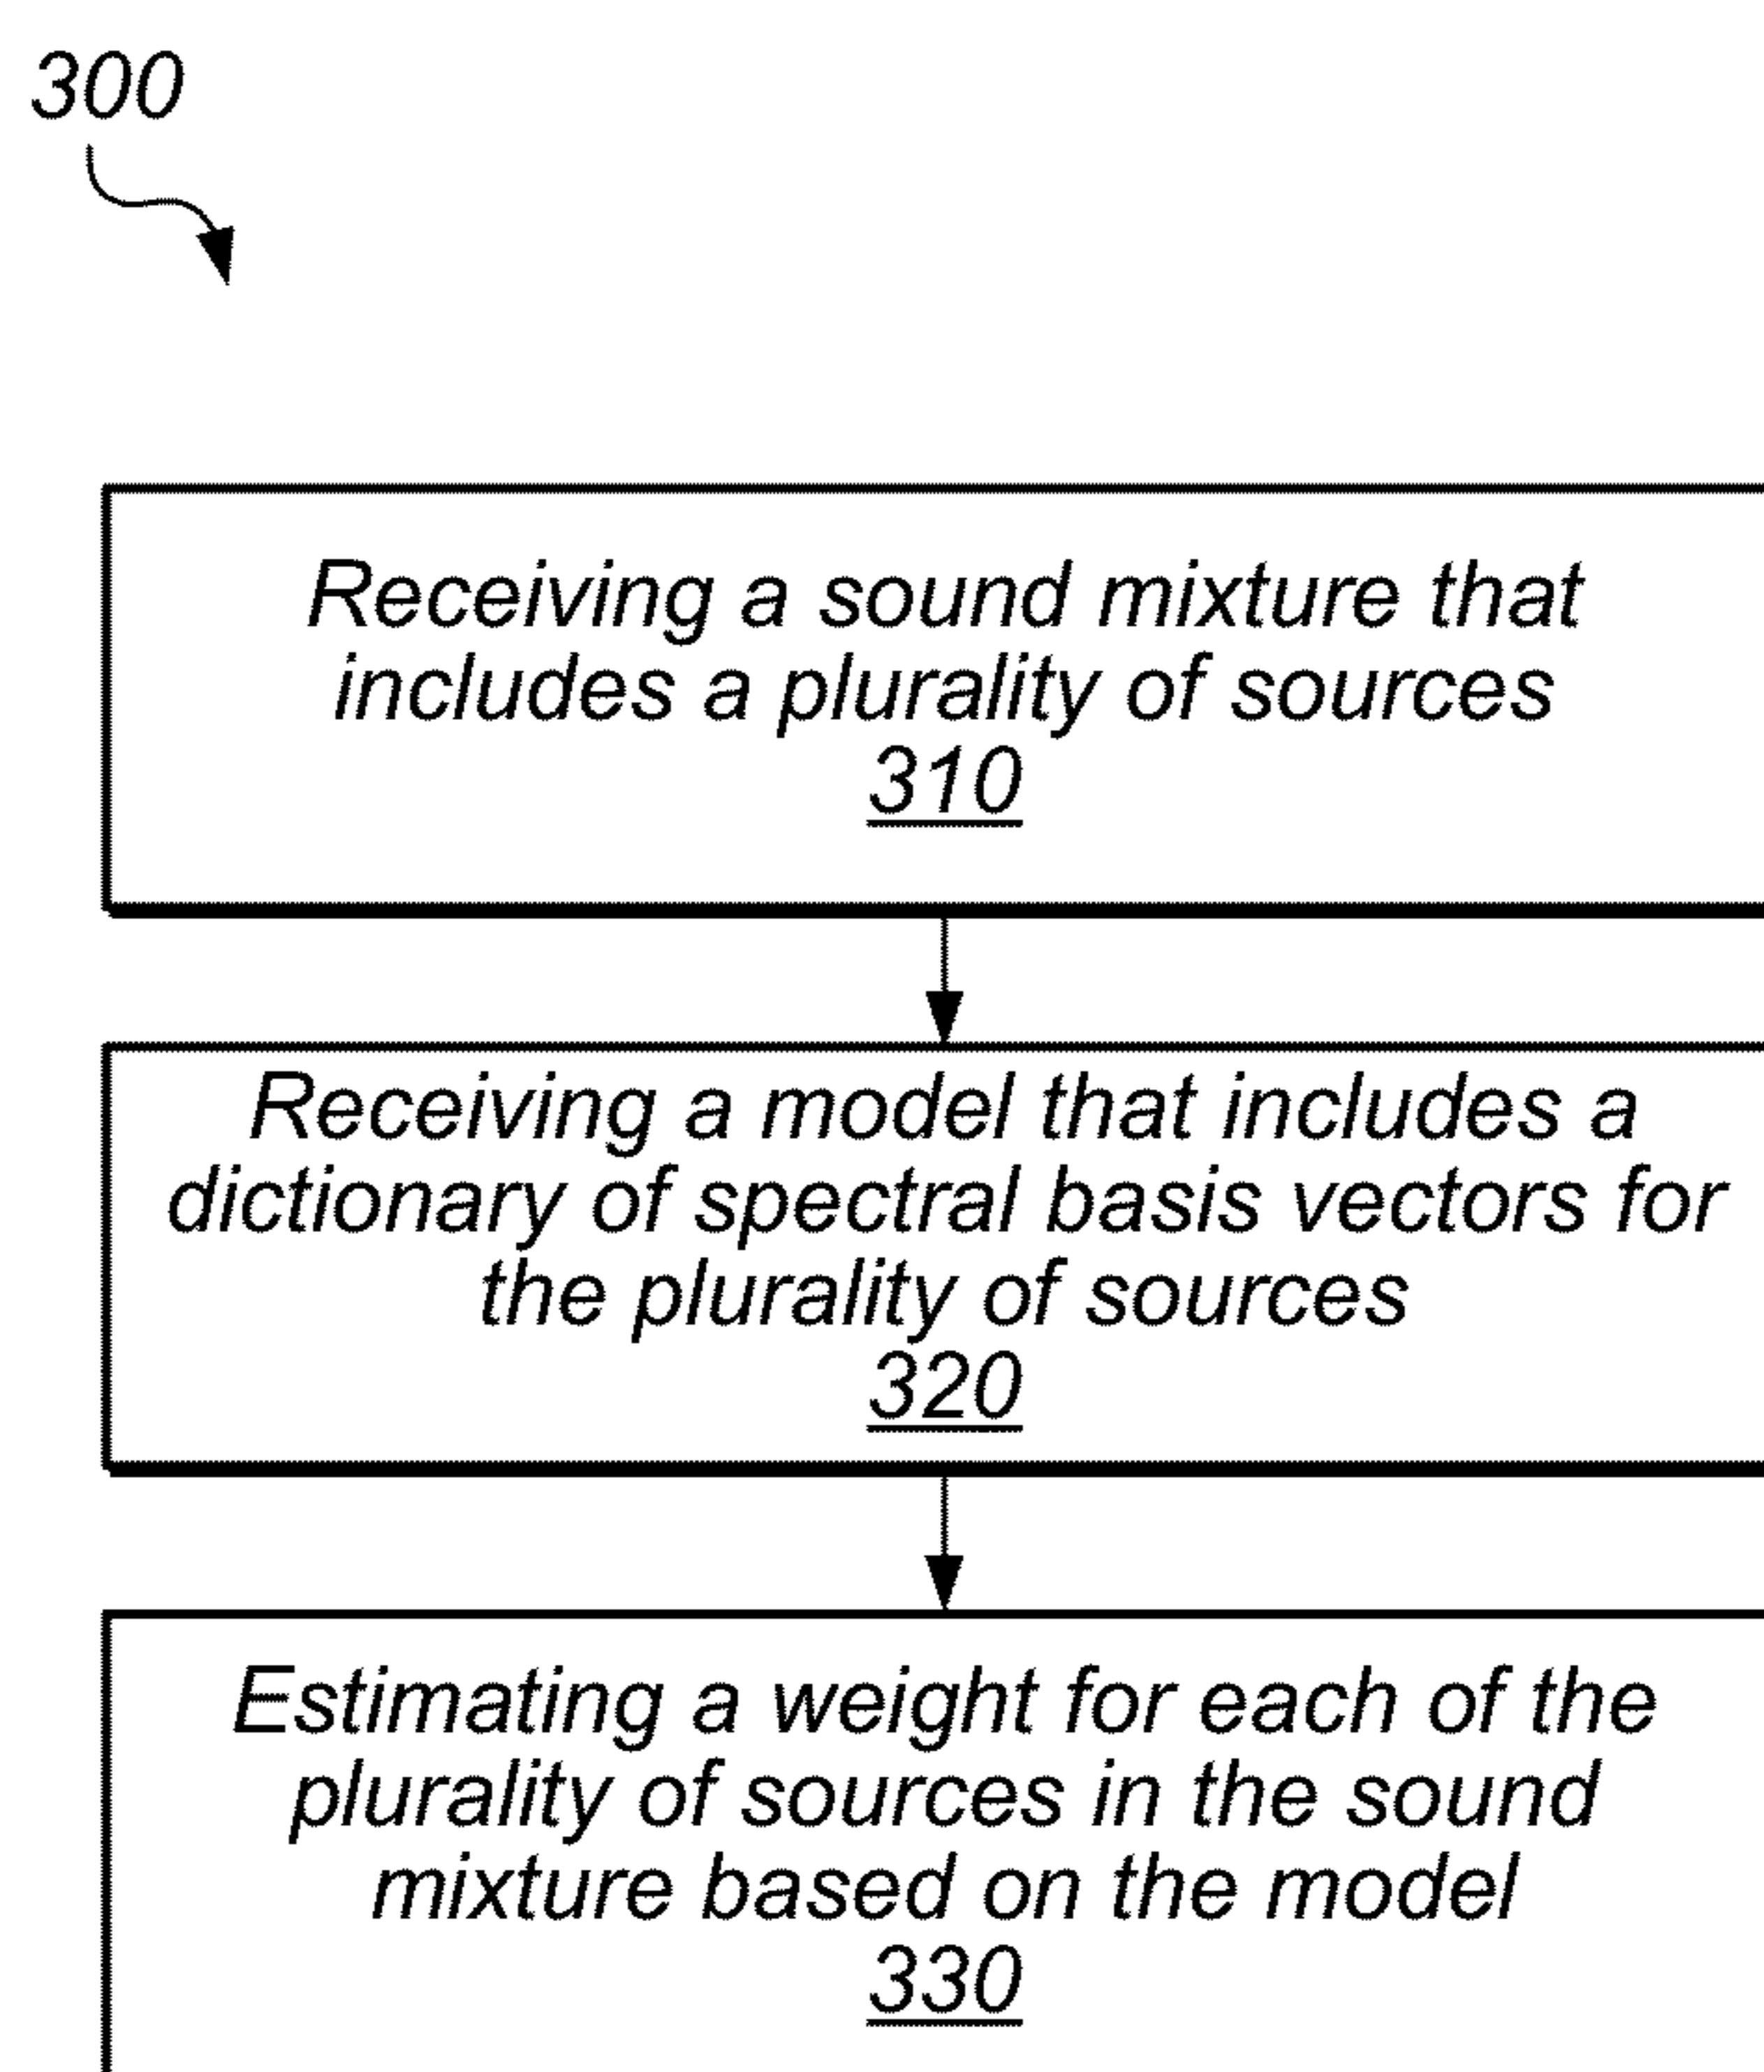 300
Receiving a sound mixture that
includes a plurality of sources
310
Receiving a model that includes a
dictionary of spectral basis vectors for
the plurality of sources
320
Estimating a weight for each of the
plurality of sources in the sound
mixture based on the model
330